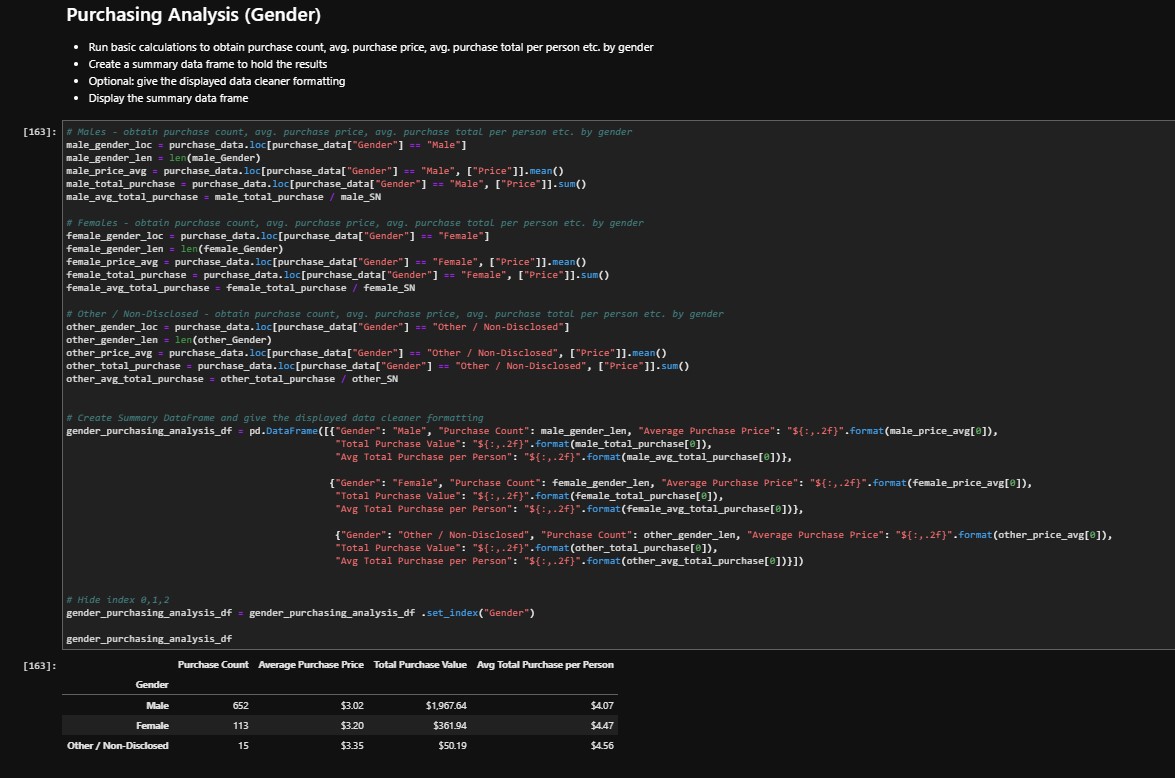 Purchasing Analysis (Gender)
• Run basic calculations to obtain purchase count, avg. purchase price, avg. purchase total per person etc. by gender
• Create a summary data frame to hold the results
• Optional: give the displayed data cleaner formatting
• Display the summary data frame
[163]:
# Males - obtain purchase count, avg. purchase price, avg. purchase total per person etc. by gender
male_gender_loc = purchase_data.loc[purchase_data["Gender"] == "Male"]
male_gender_len = len(male_Gender)
male_price_avg = purchase_data.loc[purchase_data["Gender"] == "Male", ["Price"]].mean()
male_total_purchase = purchase_data.loc[purchase_data["Gender"] == "Male", ["Price"]].sum()
male_avg_total_purchase = male_total_purchase / male_SN
# Females - obtain purchase count, avg. purchase price, avg. purchase total per person etc. by gender
female_gender_loc = purchase_data.loc[purchase_data["Gender"] == "Female"]
female_gender_len = len(female_Gender)
female_price_avg = purchase_data.loc[purchase_data["Gender"] == "Female", ["Price"]].mean()
female_total_purchase = purchase_data.loc[purchase_data["Gender"] == "Female", ["Price"]].sum()
female_avg_total_purchase = female_total_purchase / female_SN
# Other / Non-Disclosed - obtain purchase count, avg. purchase price, avg. purchase total per person etc. by gender
other_gender_loc = purchase_data.loc[purchase_data["Gender"] == "Other / Non-Disclosed"]
other_gender_len = len(other_Gender)
other_price_avg = purchase_data.loc[purchase_data["Gender"] == "Other / Non-Disclosed", ["Price"]].mean()
other_total_purchase = purchase_data.loc[purchase_data["Gender"] == "Other / Non-Disclosed", ["Price"]].sum()
other_avg_total_purchase = other_total_purchase / other_SN
# Create Summary DataFrame and give the displayed data cleaner formatting
gender_purchasing_analysis_df = pd.DataFrame([{"Gender": "Male", "Purchase Count": male_gender_len, "Average Purchase Price": "${:,.2f}".format(male_price_avg[0]),
"Total Purchase Value": "${:,.2f}".format(male_total_purchase[0]),
"Avg Total Purchase per Person": "${:,.2f}".format(male_avg_total_purchase[0])},
{"Gender": "Female", "Purchase Count": female_gender_len, "Average Purchase Price": "${:,.2f}".format(female_price_avg[0]),
"Total Purchase Value": "${:,.2f}".format(female_total_purchase[0]),
"Avg Total Purchase per Person": "${:,.2f}".format(female_avg_total_purchase[0])},
{"Gender": "Other / Non-Disclosed", "Purchase Count": other_gender_len, "Average Purchase Price": "${:,.2f}".format(other_price_avg[0]),
"Total Purchase Value": "${:,.2f}".format(other_total_purchase[0]),
"Avg Total Purchase per Person": "${:,.2f}".format(other_avg_total_purchase[0])}])
# Hide index 0,1,2
gender_purchasing_analysis_df = gender_purchasing_analysis_df .set_index("Gender")
gender_purchasing_analysis_df
[163]:
Purchase Count Average Purchase Price Total Purchase Value Avg Total Purchase per Person
Gender
Male 652 $3.02 $1,967.64 $4.07
Female 113 $3.20 $361.94 $4.47
Other / Non-Disclosed 15 $3.35 $50.19 $4.56